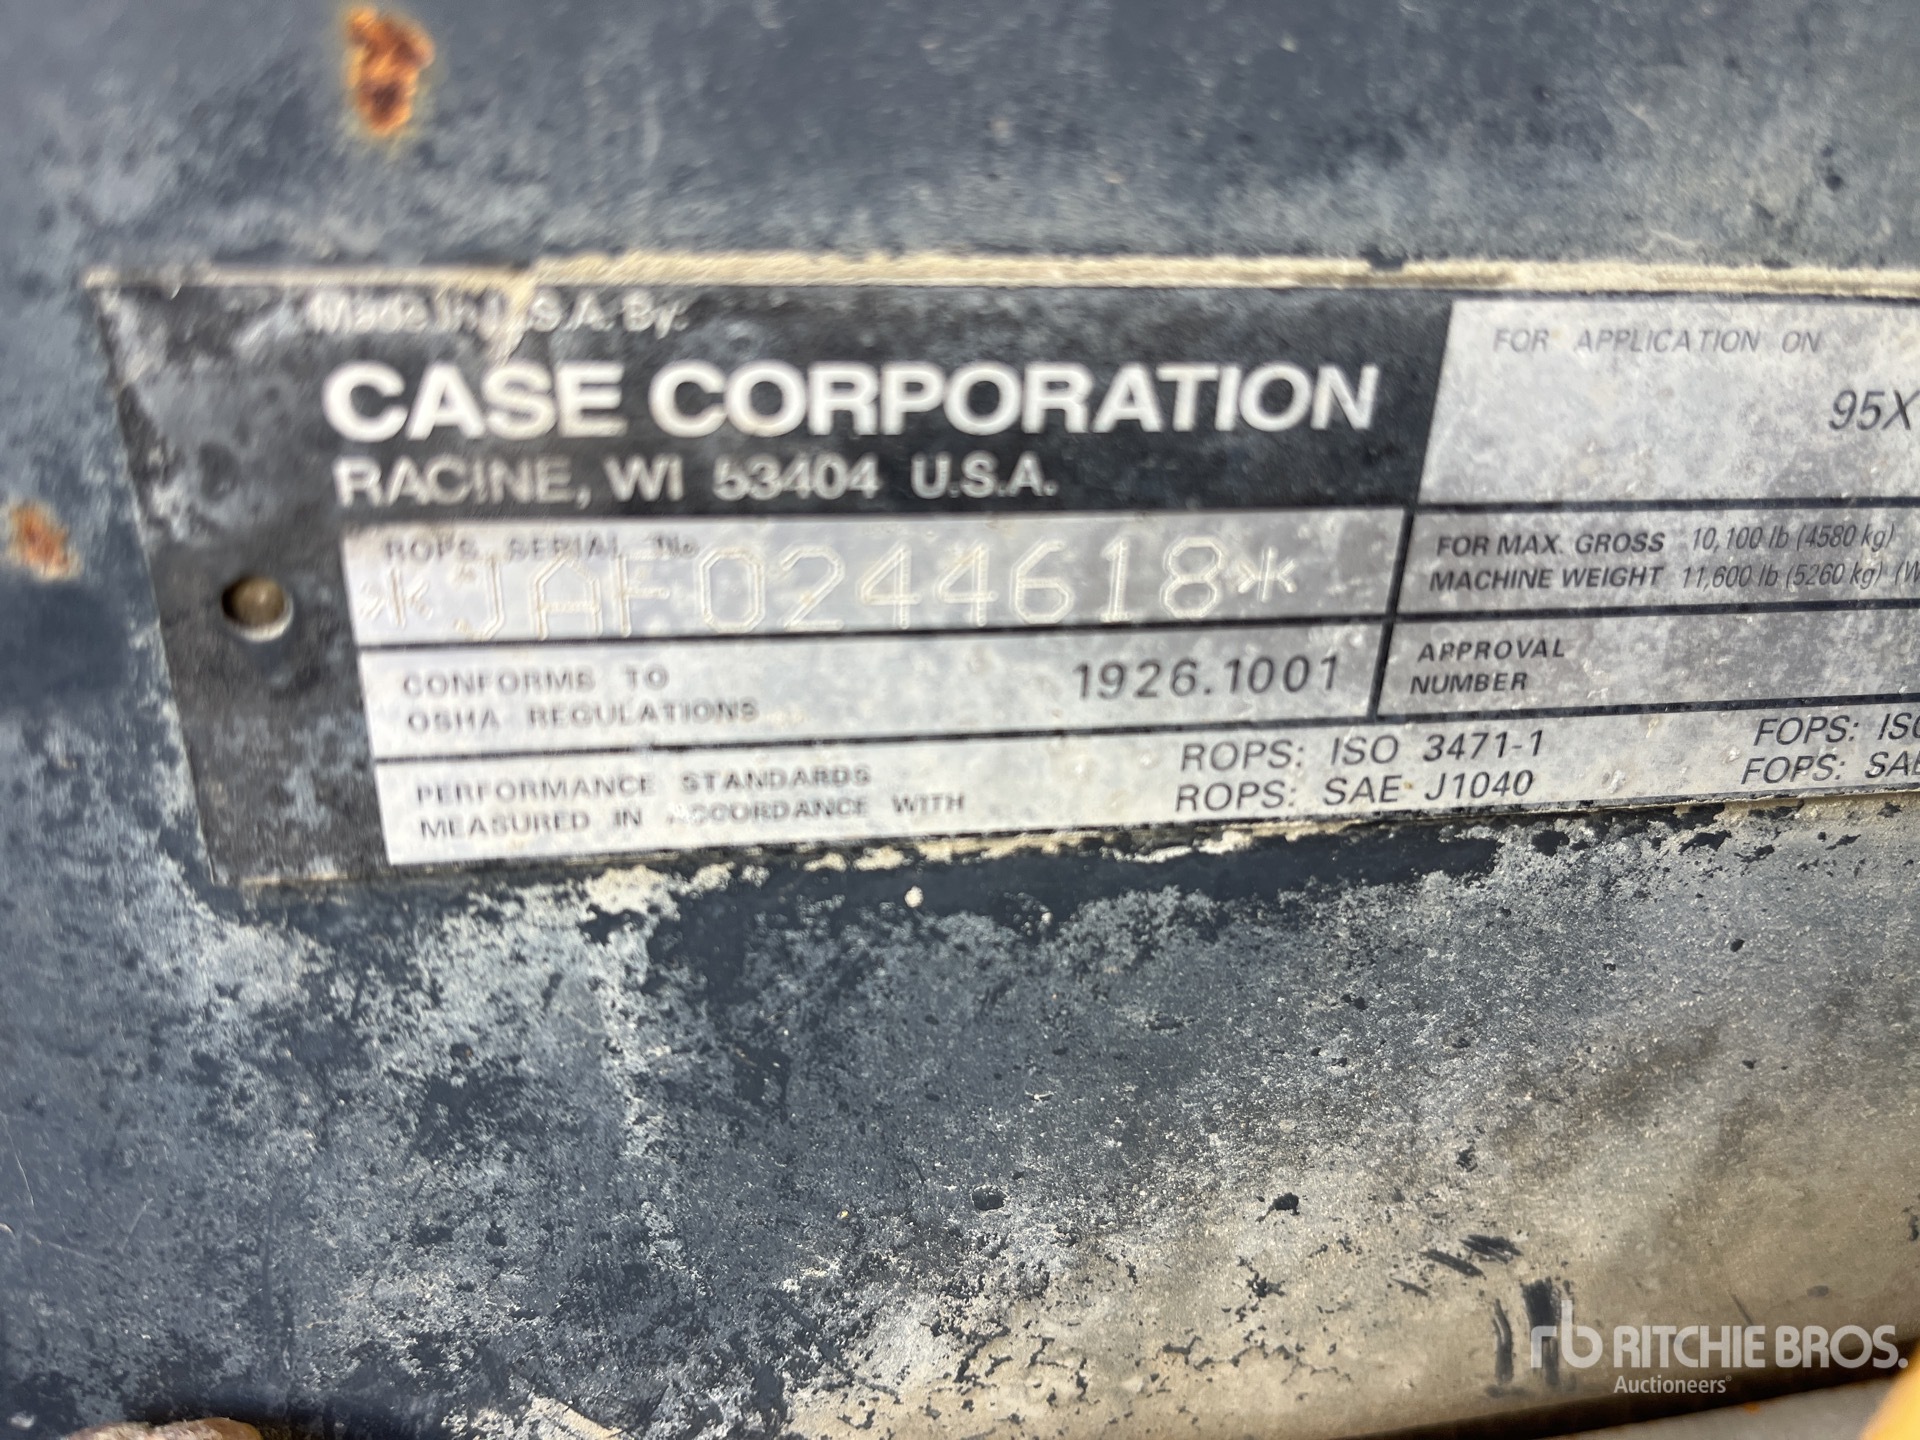 Made in U.S.A. By:
CASE CORPORATION
RACINE, WI 53404 U.S.A.
ROPS SERIAL No.
*JAF0244618*
CONFORMS TO
OSHA REGULATIONS
1926.1001
PERFORMANCE STANDARDS
MEASURED IN ACCORDANCE WITH
ROPS: ISO 3471-1
ROPS: SAE J1040
FOR APPLICATION ON
95X
FOR MAX. GROSS 10,100 lb (4580 kg)
MACHINE WEIGHT 11,600 lb (5260 kg) (W
APPROVAL
NUMBER
FOPS: ISO
FOPS: SAE
rb RITCHIE BROS.
Auctioneers